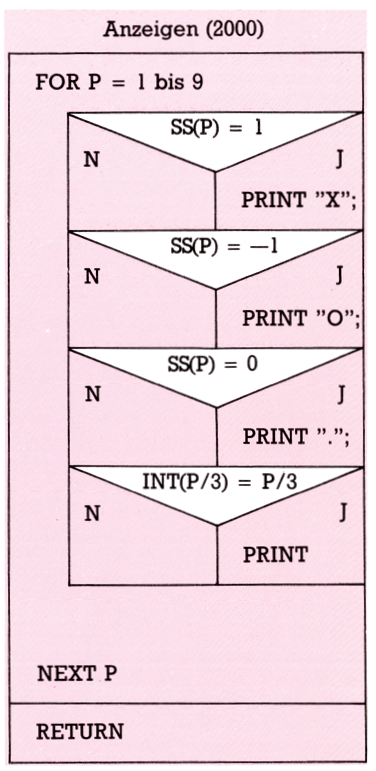 Anzeigen (2000)
FOR P = 1 bis 9
SS(P) = 1
N J
PRINT ”X”;
SS(P) = —1
N J
PRINT ”O”;
SS(P) = 0
N J
PRINT ”.”;
INT(P/3) = P/3
N J
PRINT
NEXT P
RETURN